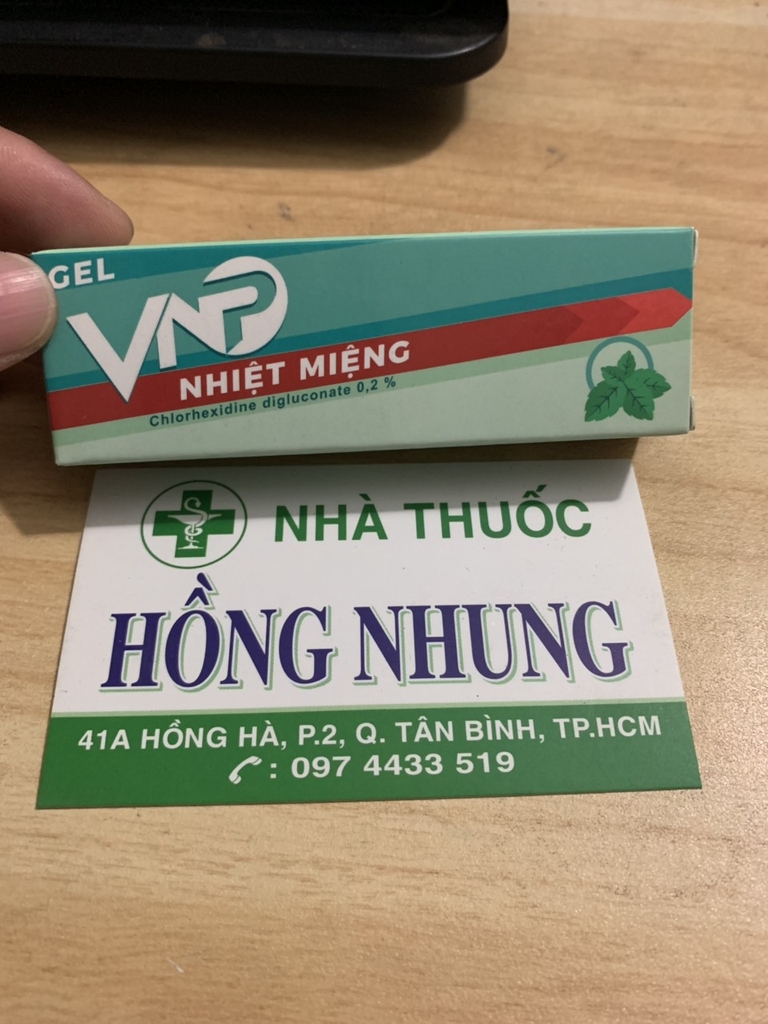 GEL
VNP
NHIỆT MIỆNG
Chlorhexidine digluconate 0,2 %
NHÀ THUỐC
HỒNG NHUNG
41A HỒNG HÀ, P.2, Q. TÂN BÌNH, TP.HCM
: 097 4433 519